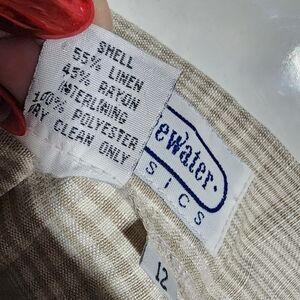 SHELL
55% LINEN
45% RAYON
INTERLINING
100% POLYESTER
DRY CLEAN ONLY
ewater.
SICS
12